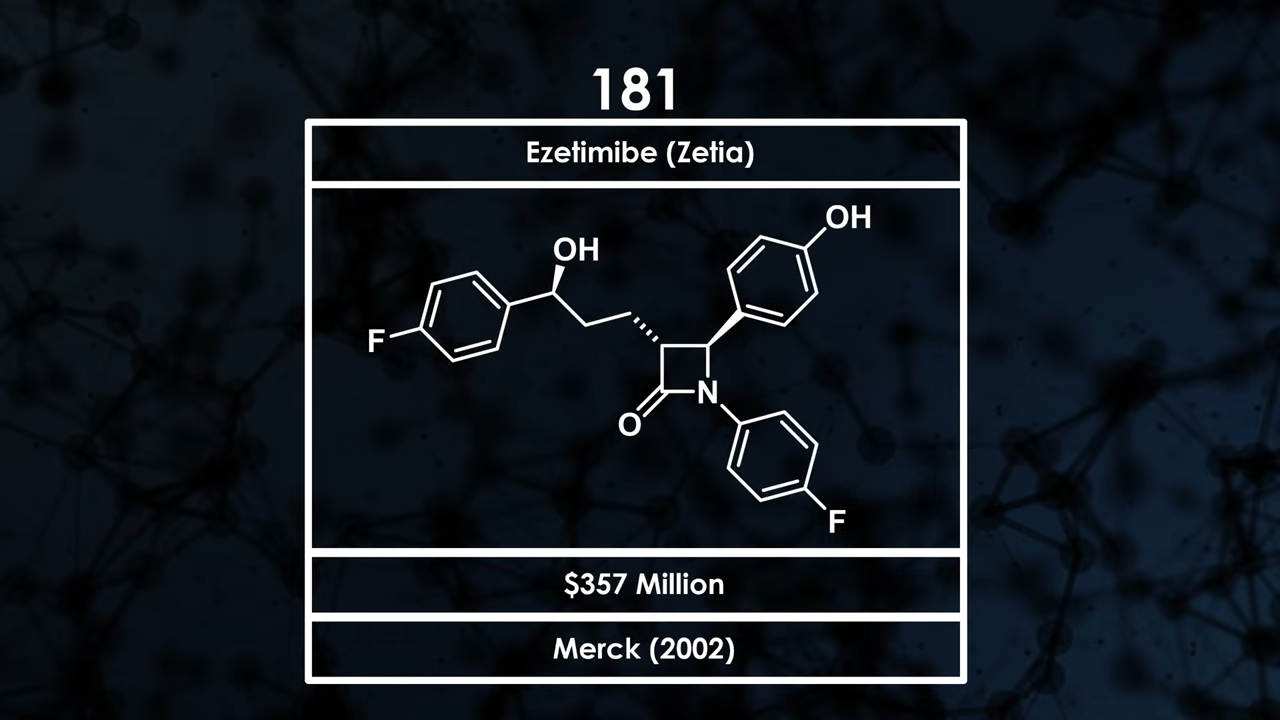 181
Ezetimibe (Zetia)
OH
OH
F
N
O
F
$357 Million
Merck (2002)